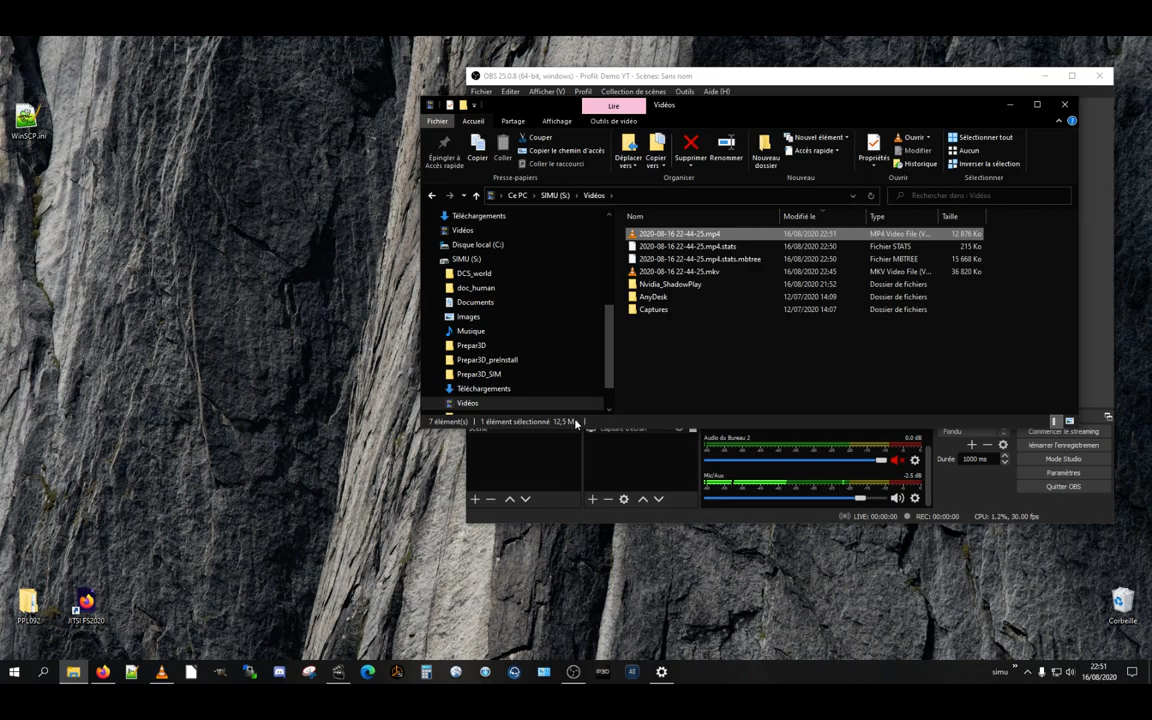 WinSCP.ini
OBS 25.0.8 (64-bit, windows) - Profil: Demo YT - Scènes: Sans nom
Fichier Editer Afficher (V) Profil Collection de scènes Outils Aide (H)
Lire Vidéos
Fichier Accueil Partage Affichage Outils de vidéo
Épingler à Accès rapide
Copier
Coller
Couper
Copier le chemin d'accès
Coller le raccourci
Déplacer vers
Copier vers
Supprimer
Renommer
Nouveau dossier
Nouvel élément
Accès rapide
Propriétés
Ouvrir
Modifier
Historique
Sélectionner tout
Aucun
Inverser la sélection
Presse-papiers Organiser Nouveau Ouvrir Sélectionner
Ce PC > SIMU (S:) > Vidéos >
Rechercher dans : Vidéos
Téléchargements
Vidéos
Disque local (C:)
SIMU (S:)
DCS_world
doc_human
Documents
Images
Musique
Prepar3D
Prepar3D_preInstall
Prepar3D_SIM
Téléchargements
Vidéos
Nom Modifié le Type Taille
2020-08-16 22-44-25.mp4 16/08/2020 22:51 MP4 Video File (V... 12 876 Ko
2020-08-16 22-44-25.mp4.stats 16/08/2020 22:50 Fichier STATS 215 Ko
2020-08-16 22-44-25.mp4.stats.mbtree 16/08/2020 22:50 Fichier MBTREE 15 668 Ko
2020-08-16 22-44-25.mkv 16/08/2020 22:45 MKV Video File (V... 36 820 Ko
Nvidia_ShadowPlay 16/08/2020 21:52 Dossier de fichiers
AnyDesk 12/07/2020 14:09 Dossier de fichiers
Captures 12/07/2020 14:07 Dossier de fichiers
7 élément(s) 1 élément sélectionné 12,5 M
Audio du Bureau 2 0.0 dB
Mic/Aux -2.5 dB
Fondu
Durée 1000 ms
Commencer le streaming
démarrer l'enregistremen
Mode Studio
Paramètres
Quitter OBS
LIVE: 00:00:00 REC: 00:00:00 CPU: 1.2%, 30.00 fps
PPL092
JITSI FS2020
Corbeille
P3D
simu
22:51
16/08/2020